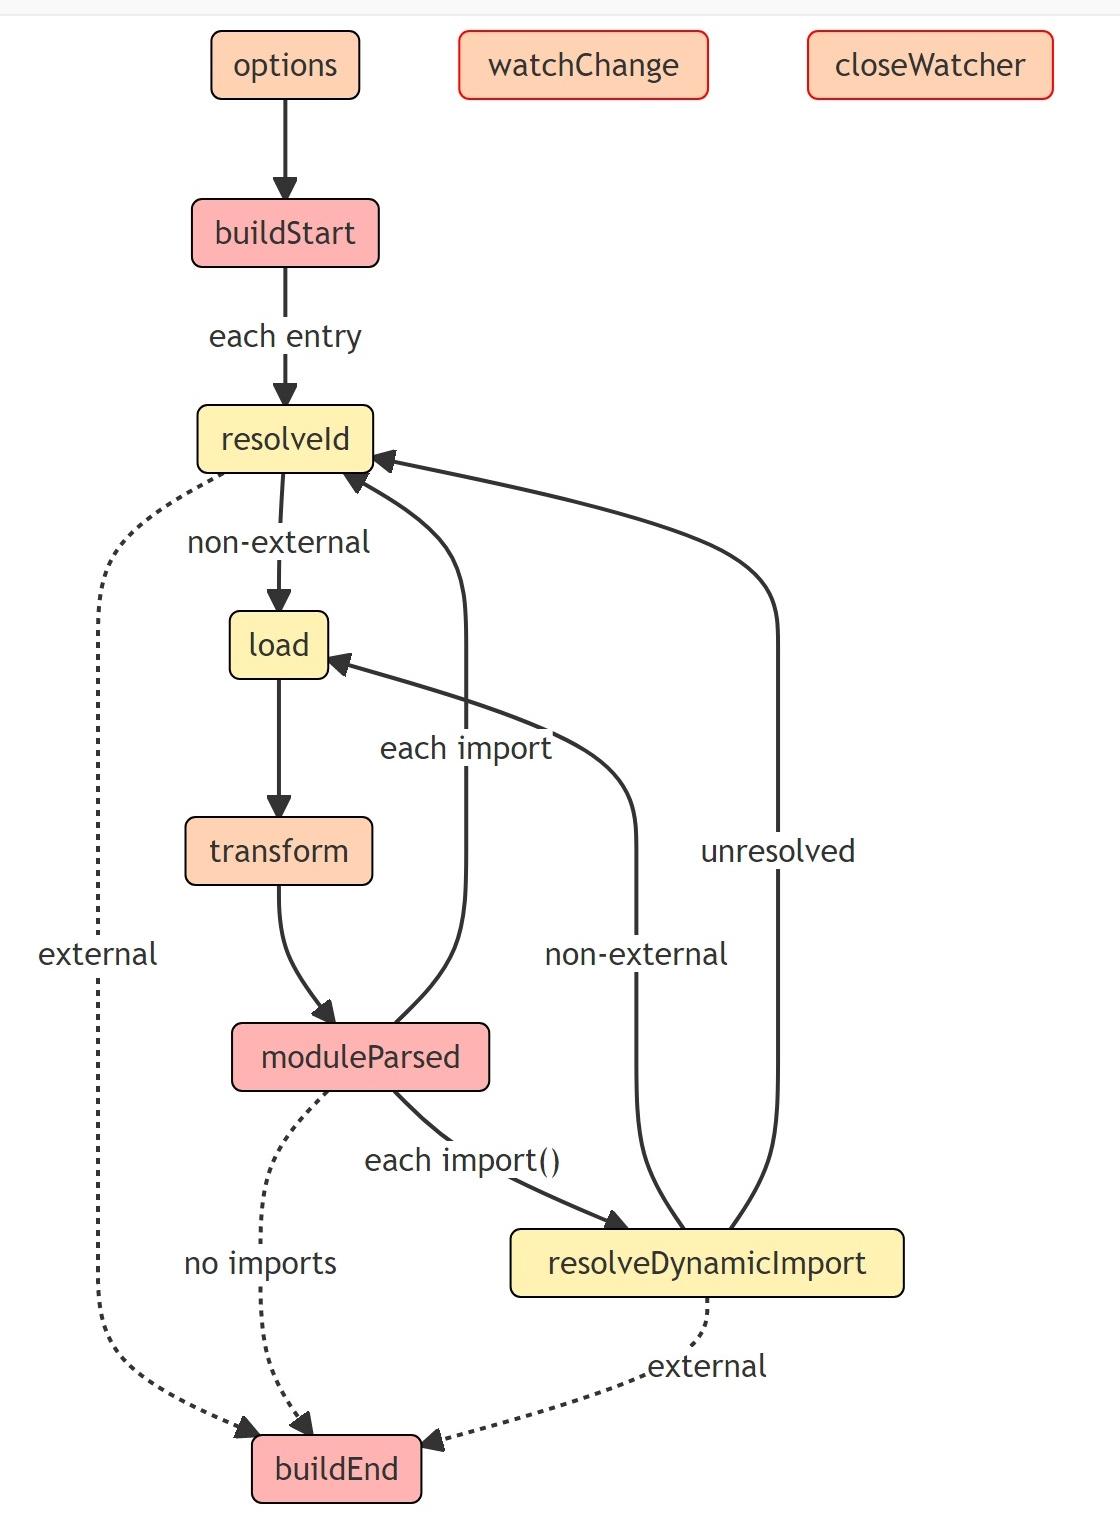 options
watchChange
closeWatcher
buildStart
each entry
resolveId
non-external
load
each import
transform
unresolved
external
non-external
moduleParsed
each import()
no imports
resolveDynamicImport
external
buildEnd